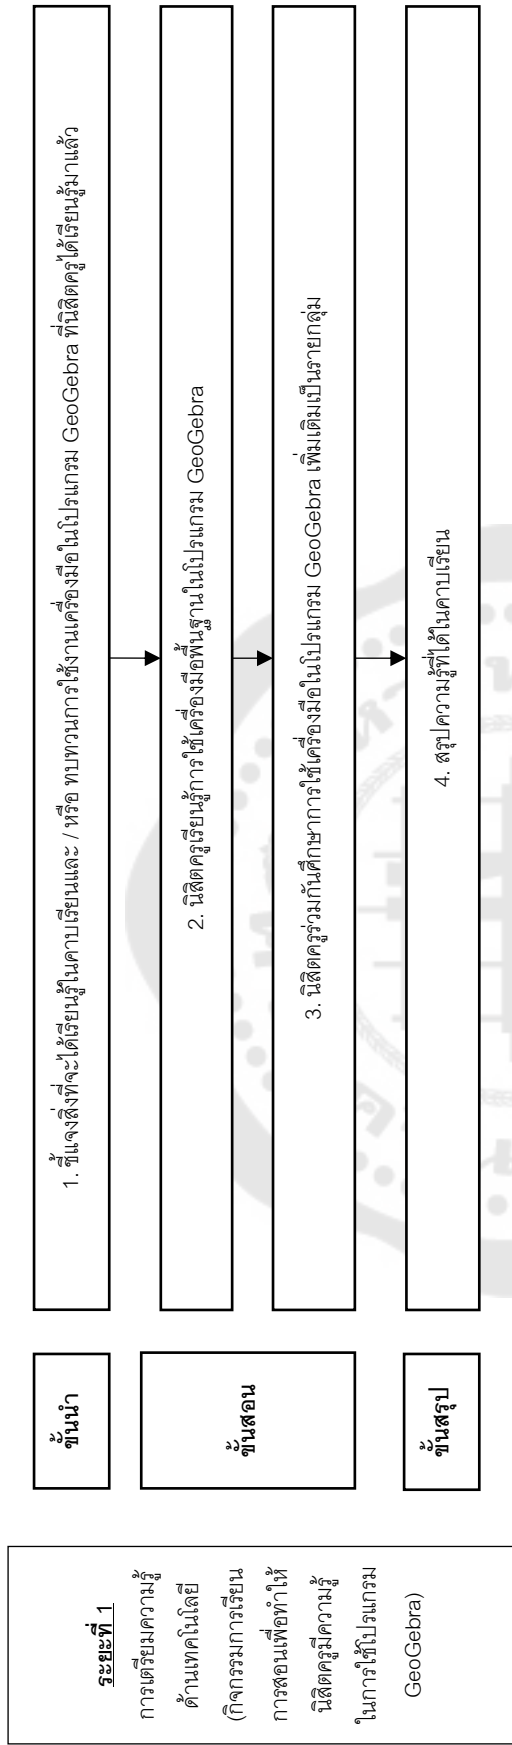 ระยะที่ 1
การเตรียมความรู้
ด้านเทคโนโลยี
(กิจกรรมการเรียน
การสอนเพื่อทำให้
นิสิตครูมีความรู้
ในการใช้โปรแกรม
GeoGebra)
ขั้นนำ
1. ชี้แจงสิ่งที่จะได้เรียนรู้ในคาบเรียนและ / หรือ ทบทวนการใช้งานเครื่องมือในโปรแกรม GeoGebra ที่นิสิตครูได้เรียนรู้มาแล้ว
ขั้นสอน
2. นิสิตครูเรียนรู้การใช้เครื่องมือพื้นฐานในโปรแกรม GeoGebra
3. นิสิตครูร่วมกันศึกษาการใช้เครื่องมือในโปรแกรม GeoGebra เพิ่มเติมเป็นรายกลุ่ม
ขั้นสรุป
4. สรุปความรู้ที่ได้ในคาบเรียน